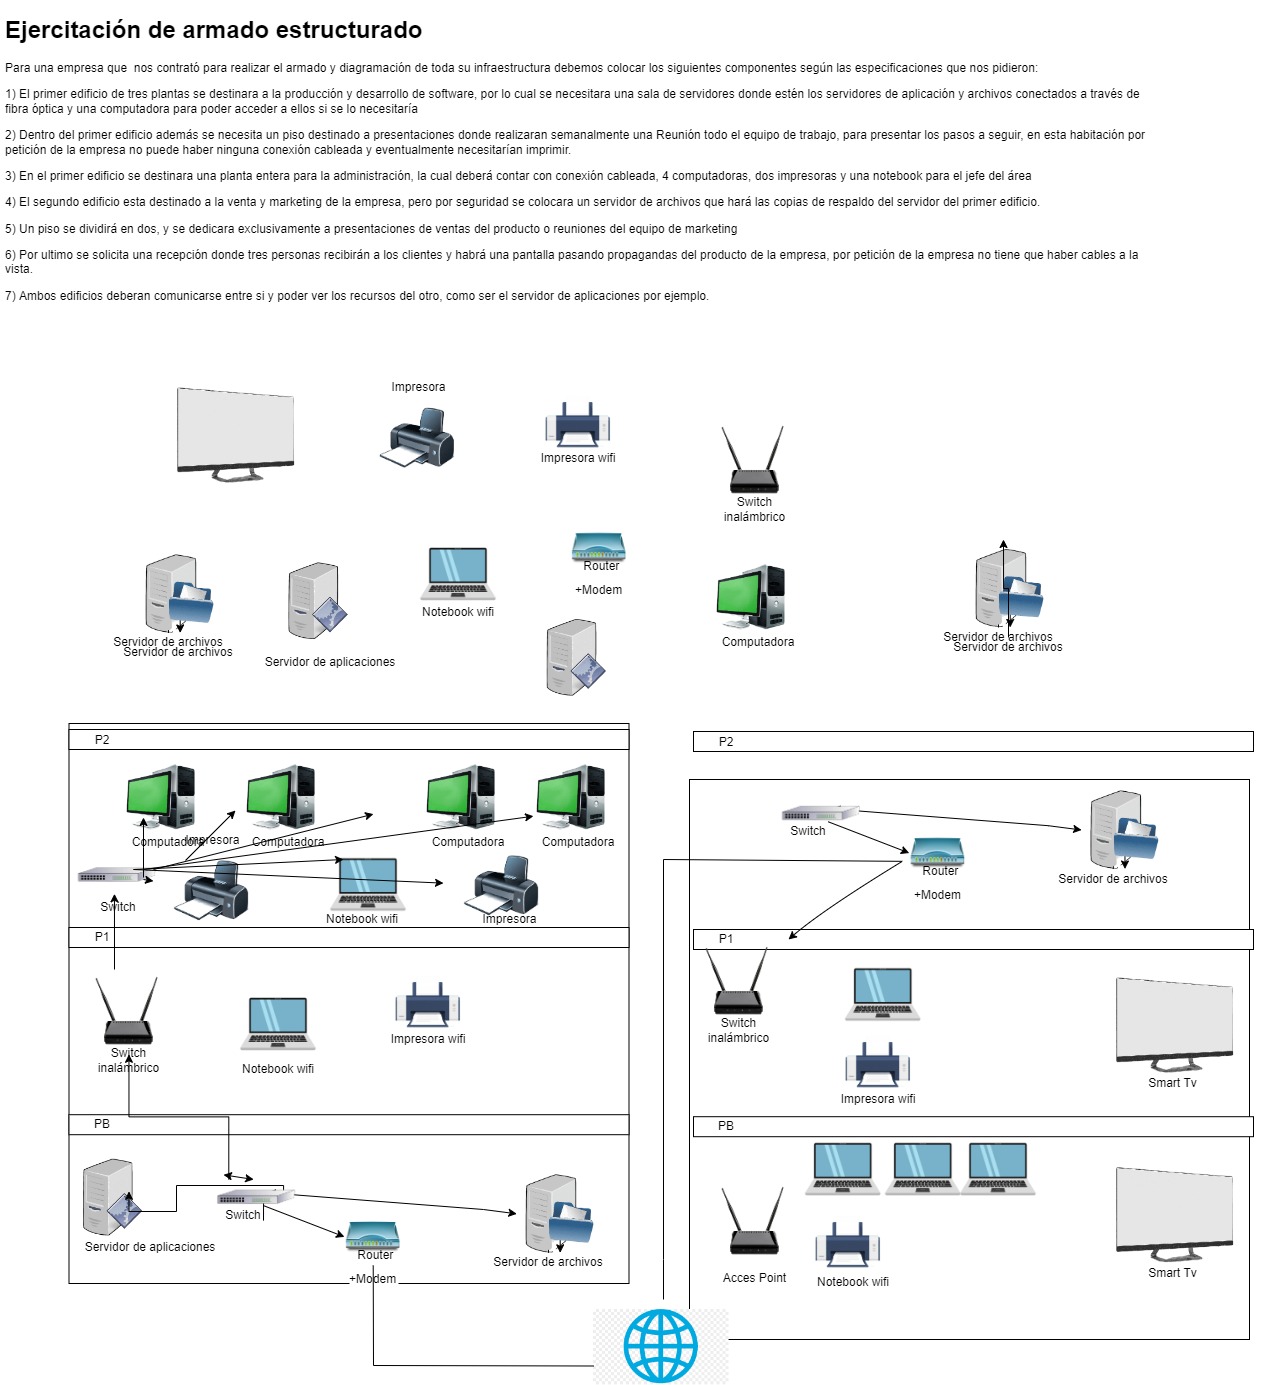 Ejercitación de armado estructurado
Para una empresa que  nos contrató para realizar el armado y diagramación de toda su infraestructura debemos colocar los siguientes componentes según las especificaciones que nos pidieron:
1) El primer edificio de tres plantas se destinara a la producción y desarrollo de software, por lo cual se necesitara una sala de servidores donde estén los servidores de aplicación y archivos conectados a través de
fibra óptica y una computadora para poder acceder a ellos si se lo necesitaría
2) Dentro del primer edificio además se necesita un piso destinado a presentaciones donde realizaran semanalmente una Reunión todo el equipo de trabajo, para presentar los pasos a seguir, en esta habitación por
petición de la empresa no puede haber ninguna conexión cableada y eventualmente necesitarían imprimir.
3) En el primer edificio se destinara una planta entera para la administración, la cual deberá contar con conexión cableada, 4 computadoras, dos impresoras y una notebook para el jefe del área
4) El segundo edificio esta destinado a la venta y marketing de la empresa, pero por seguridad se colocara un servidor de archivos que hará las copias de respaldo del servidor del primer edificio.
5) Un piso se dividirá en dos, y se dedicara exclusivamente a presentaciones de ventas del producto o reuniones del equipo de marketing
6) Por ultimo se solicita una recepción donde tres personas recibirán a los clientes y habrá una pantalla pasando propagandas del producto de la empresa, por petición de la empresa no tiene que haber cables a la
vista.
7) Ambos edificios deberan comunicarse entre si y poder ver los recursos del otro, como ser el servidor de aplicaciones por ejemplo.
Impresora
Impresora wifi
Switch
inalámbrico
Router
+Modem
Notebook wifi
Computadora
Servidor de archivos
Servidor de archivos
Servidor de aplicaciones
Servidor de archivos
Servidor de archivos
P2
Computadora
Impresora
Computadora
Computadora
Computadora
Switch
Notebook wifi
Impresora
P1
Switch
inalámbrico
Notebook wifi
Impresora wifi
PB
Servidor de aplicaciones
Switch
Router
+Modem
Servidor de archivos
P2
Switch
Router
+Modem
Servidor de archivos
P1
Switch
inalámbrico
Impresora wifi
Smart Tv
PB
Acces Point
Notebook wifi
Smart Tv